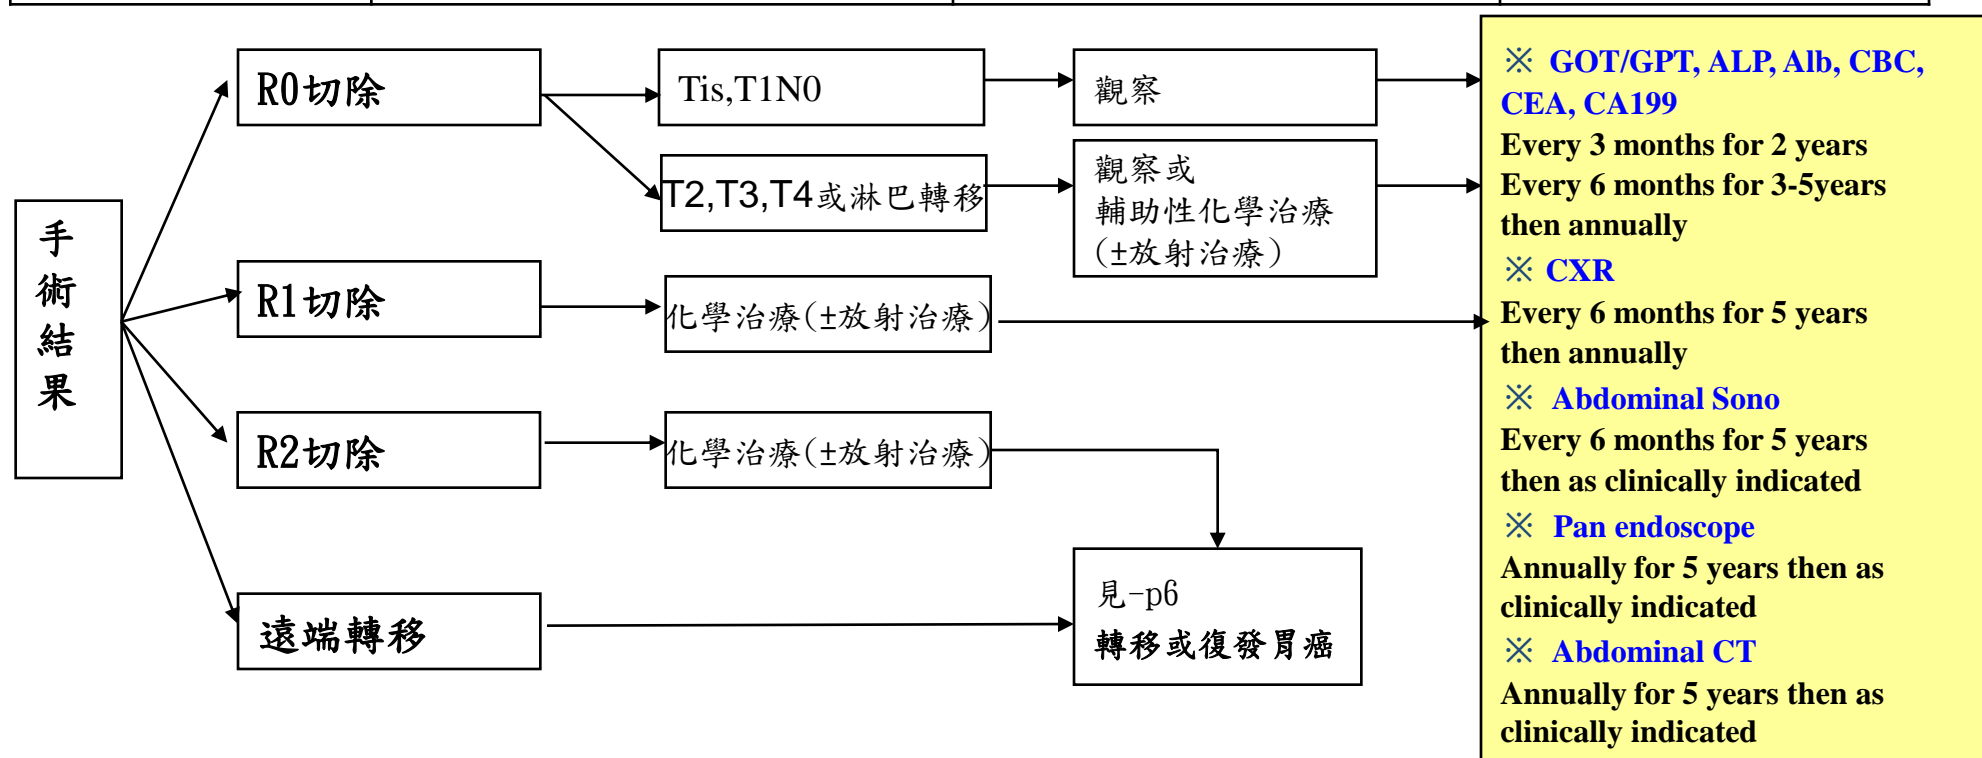 手
術
結
果
R0切除
Tis,T1N0
觀察
T2,T3,T4或淋巴轉移
觀察或
輔助性化學治療
(±放射治療)
R1切除
化學治療(±放射治療)
R2切除
化學治療(±放射治療)
遠端轉移
見-p6
轉移或復發胃癌
※ GOT/GPT, ALP, Alb, CBC,
CEA, CA199
Every 3 months for 2 years
Every 6 months for 3-5years
then annually
※ CXR
Every 6 months for 5 years
then annually
※ Abdominal Sono
Every 6 months for 5 years
then as clinically indicated
※ Pan endoscope
Annually for 5 years then as
clinically indicated
※ Abdominal CT
Annually for 5 years then as
clinically indicated